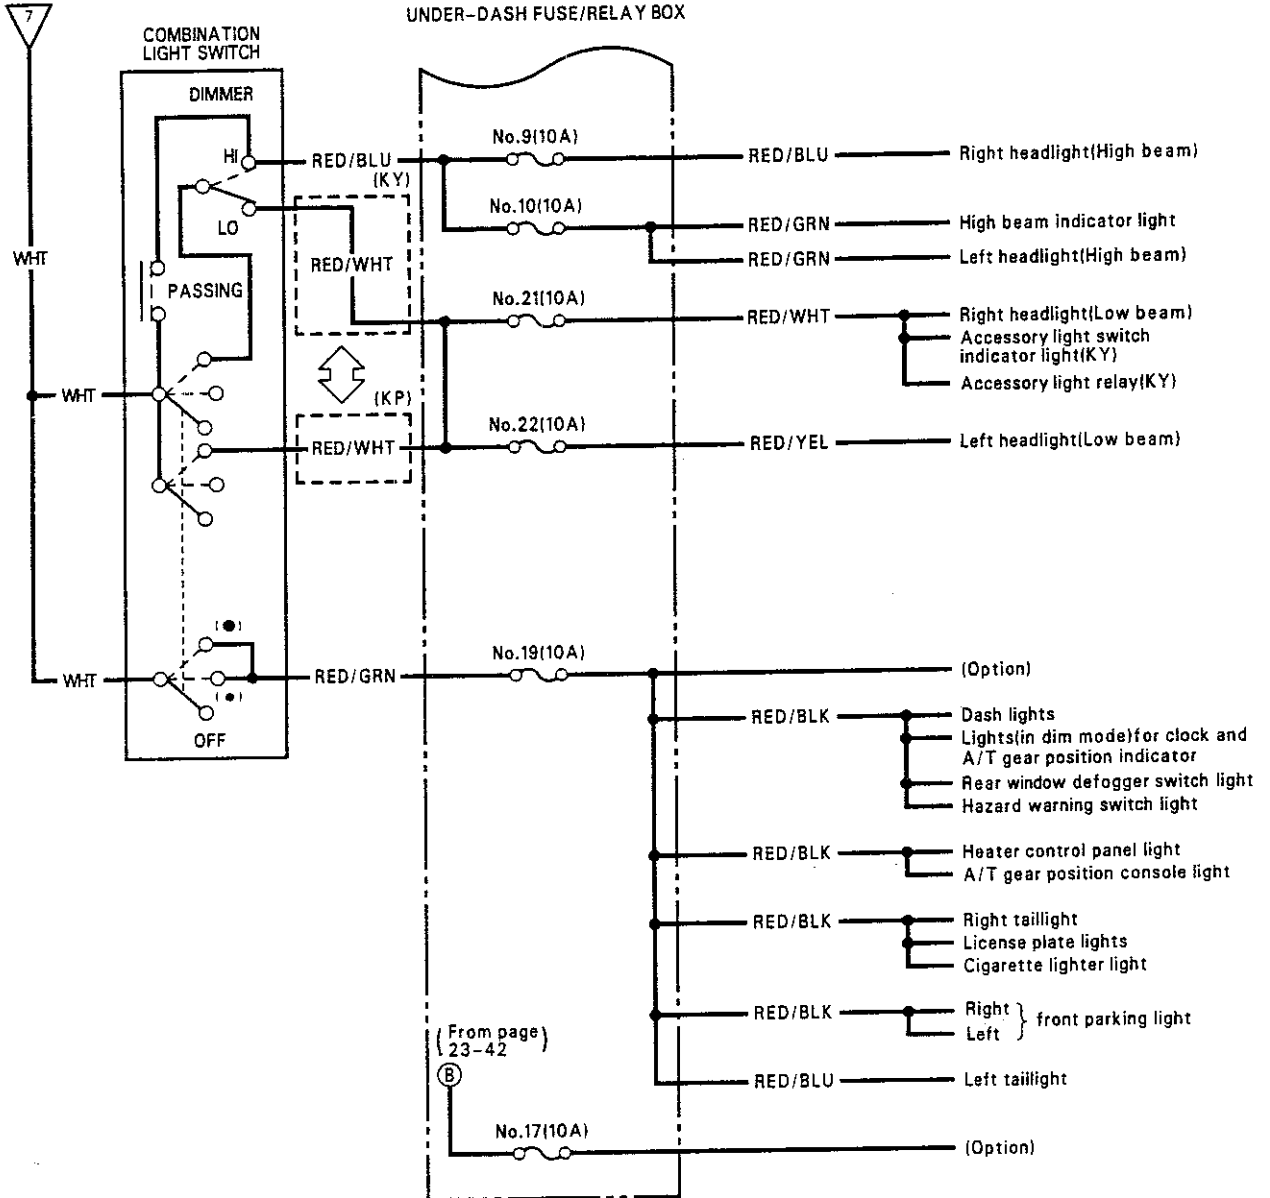 7
UNDER-DASH FUSE/RELAY BOX
COMBINATION
LIGHT SWITCH
DIMMER
HI
LO
PASSING
WHT
WHT
WHT
OFF
RED/BLU
(KY)
RED/WHT
(KP)
RED/WHT
RED/GRN
No.9(10A)
No.10(10A)
No.21(10A)
No.22(10A)
No.19(10A)
(From page
23-42)
B
No.17(10A)
RED/BLU
Right headlight(High beam)
RED/GRN
High beam indicator light
RED/GRN
Left headlight(High beam)
RED/WHT
Right headlight(Low beam)
Accessory light switch
indicator light(KY)
Accessory light relay(KY)
RED/YEL
Left headlight(Low beam)
(Option)
RED/BLK
Dash lights
Lights(in dim mode)for clock and
A/T gear position indicator
Rear window defogger switch light
Hazard warning switch light
RED/BLK
Heater control panel light
A/T gear position console light
RED/BLK
Right taillight
License plate lights
Cigarette lighter light
RED/BLK
Right
Left
front parking light
RED/BLU
Left taillight
(Option)